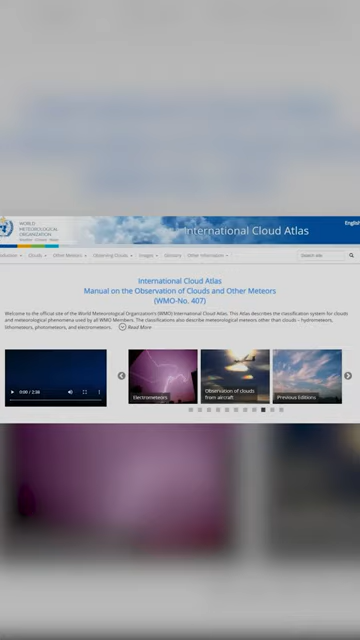 WORLD
METEOROLOGICAL
ORGANIZATION
Weather · Climate · Water
International Cloud Atlas
English
Clouds
Other Meteors
Observing Clouds
Images
Glossary
Other Information
Search site
International Cloud Atlas
Manual on the Observation of Clouds and Other Meteors
(WMO-No. 407)
Welcome to the official site of the World Meteorological Organization's (WMO) International Cloud Atlas. This Atlas describes the classification system for clouds
and meteorological phenomena used by all WMO Members. The classifications also describe meteorological meteors other than clouds – hydrometeors,
lithometeors, photometeors, and electrometeors.
Read More
0:00 / 2:36
Electrometeors
Observation of clouds
from aircraft
Previous Editions